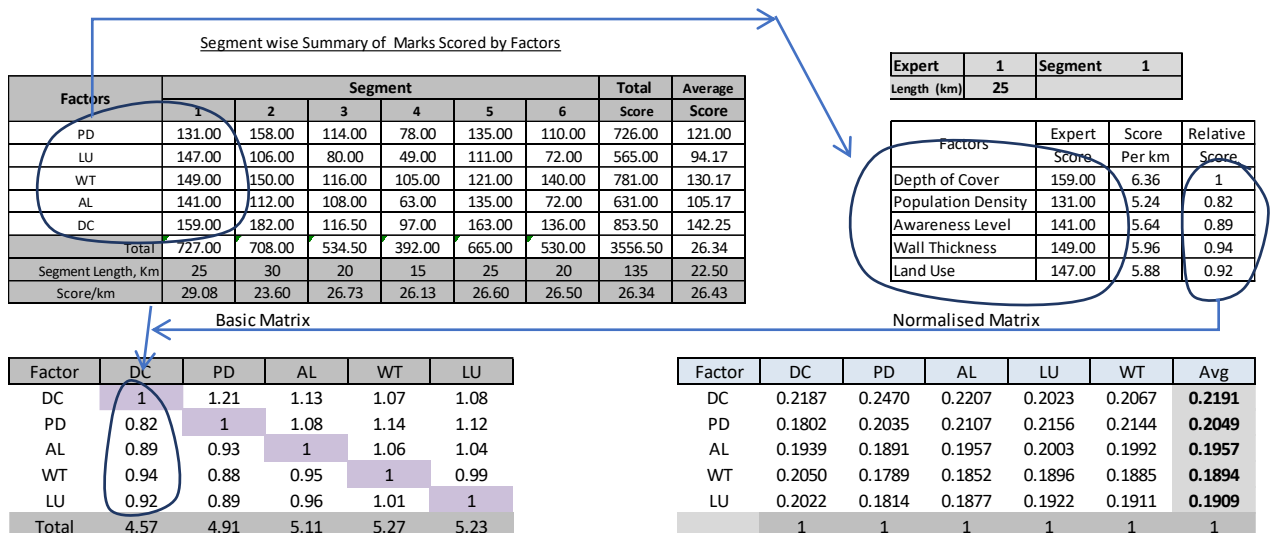 Segment wise Summary of Marks Scored by Factors
Expert 1 Segment 1
Length (km) 25
Factors Segment Total Average
1 2 3 4 5 6 Score Score
PD 131.00 158.00 114.00 78.00 135.00 110.00 726.00 121.00
LU 147.00 106.00 80.00 49.00 111.00 72.00 565.00 94.17
WT 149.00 150.00 116.00 105.00 121.00 140.00 781.00 130.17
AL 141.00 112.00 108.00 63.00 135.00 72.00 631.00 105.17
DC 159.00 182.00 116.50 97.00 163.00 136.00 853.50 142.25
Total 727.00 708.00 534.50 392.00 665.00 530.00 3556.50 26.34
Segment Length, Km 25 30 20 15 25 20 135 22.50
Score/km 29.08 23.60 26.73 26.13 26.60 26.50 26.34 26.43
Factors Expert Score Relative
Score Per km Score
Depth of Cover 159.00 6.36 1
Population Density 131.00 5.24 0.82
Awareness Level 141.00 5.64 0.89
Wall Thickness 149.00 5.96 0.94
Land Use 147.00 5.88 0.92
Basic Matrix
Factor DC PD AL WT LU
DC 1 1.21 1.13 1.07 1.08
PD 0.82 1 1.08 1.14 1.12
AL 0.89 0.93 1 1.06 1.04
WT 0.94 0.88 0.95 1 0.99
LU 0.92 0.89 0.96 1.01 1
Total 4.57 4.91 5.11 5.27 5.23
Normalised Matrix
Factor DC PD AL LU WT Avg
DC 0.2187 0.2470 0.2207 0.2023 0.2067 0.2191
PD 0.1802 0.2035 0.2107 0.2156 0.2144 0.2049
AL 0.1939 0.1891 0.1957 0.2003 0.1992 0.1957
WT 0.2050 0.1789 0.1852 0.1896 0.1885 0.1894
LU 0.2022 0.1814 0.1877 0.1922 0.1911 0.1909
1 1 1 1 1 1